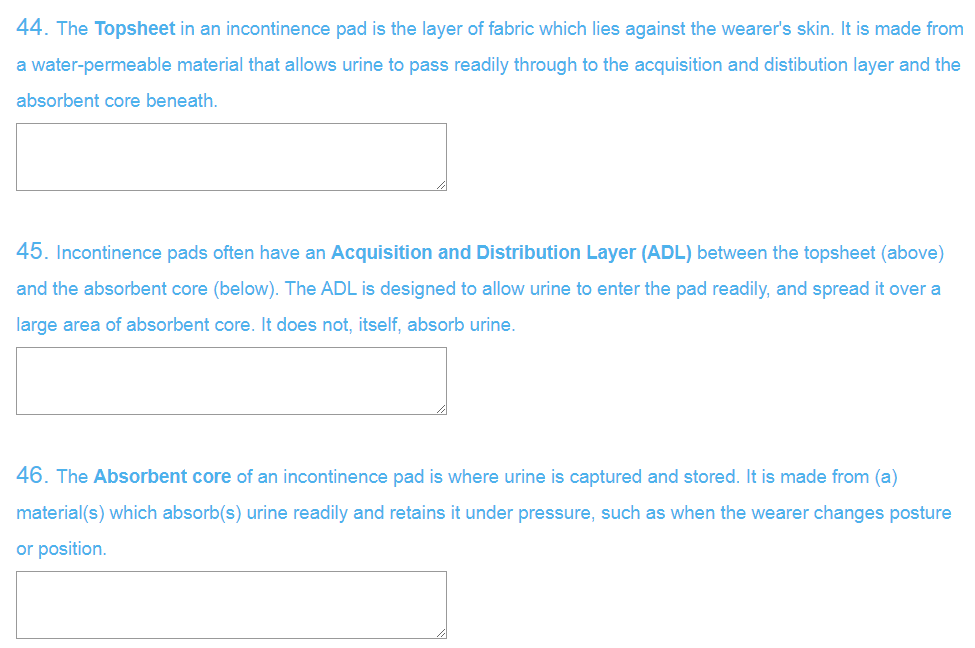 44. The Topsheet in an incontinence pad is the layer of fabric which lies against the wearer's skin. It is made from
a water-permeable material that allows urine to pass readily through to the acquisition and distibution layer and the
absorbent core beneath.
45. Incontinence pads often have an Acquisition and Distribution Layer (ADL) between the topsheet (above)
and the absorbent core (below). The ADL is designed to allow urine to enter the pad readily, and spread it over a
large area of absorbent core. It does not, itself, absorb urine.
46. The Absorbent core of an incontinence pad is where urine is captured and stored. It is made from (a)
material(s) which absorb(s) urine readily and retains it under pressure, such as when the wearer changes posture
or position.